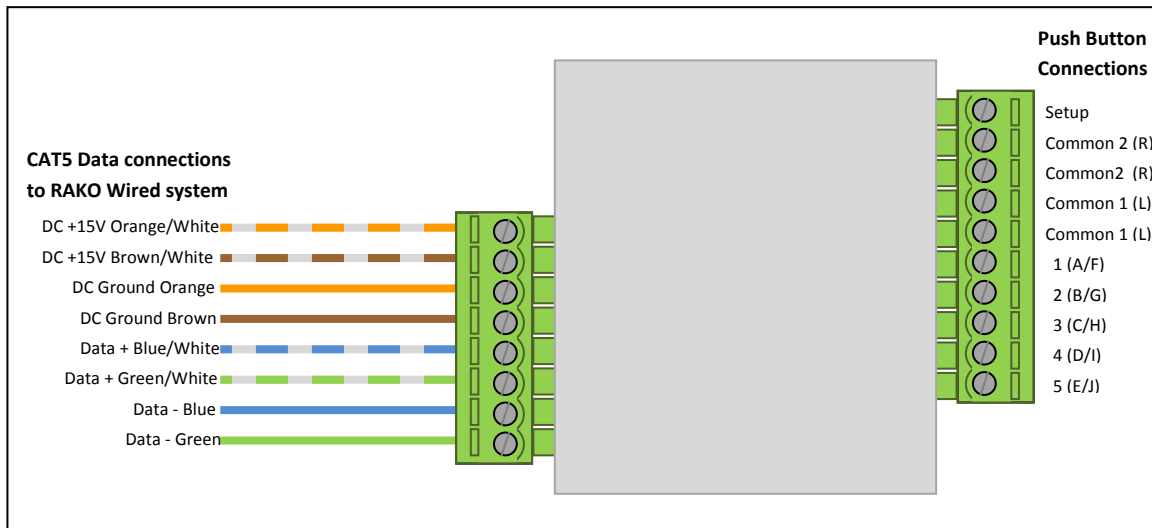 Push Button
Connections
Setup
Common 2 (R)
Common2  (R)
Common 1 (L)
Common 1 (L)
1 (A/F)
2 (B/G)
3 (C/H)
4 (D/I)
5 (E/J)
CAT5 Data connections
to RAKO Wired system
DC +15V Orange/White
DC +15V Brown/White
DC Ground Orange
DC Ground Brown
Data + Blue/White
Data + Green/White
Data - Blue
Data - Green